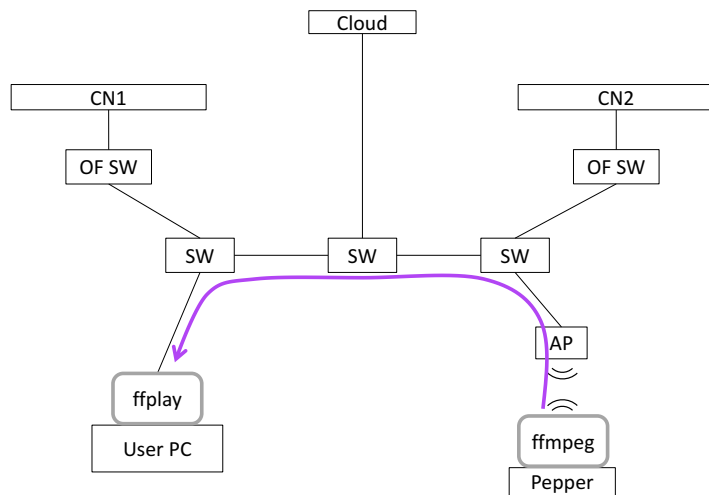 Cloud
CN1
CN2
OF SW
OF SW
SW
SW
SW
AP
ffplay
User PC
ffmpeg
Pepper